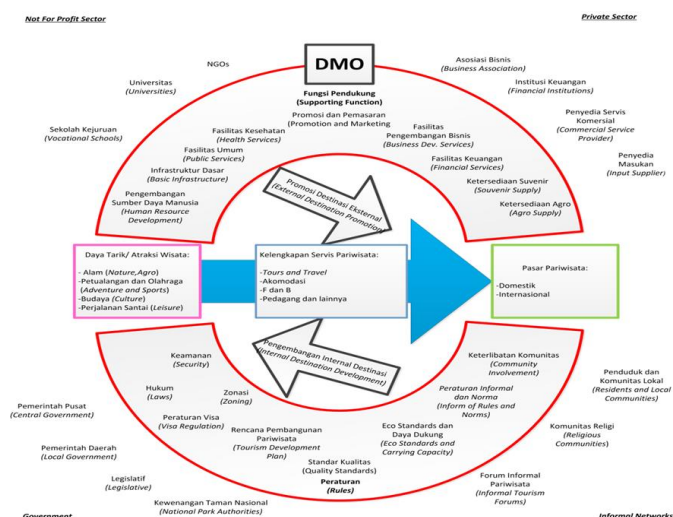 Not For Profit Sector
Private Sector
DMO
NGOs
Asosiasi Bisnis
(Business Association)
Universitas
(Universities)
Institusi Keuangan
(Financial Institutions)
Fungsi Pendukung
(Supporting Function)
Promosi dan Pemasaran
(Promotion and Marketing
Penyedia Servis
Komersial
(Commercial Service
Provider)
Sekolah Kejuruan
(Vocational Schools)
Fasilitas Kesehatan
(Health Services)
Fasilitas
Pengembangan Bisnis
(Business Dev. Services)
Fasilitas Umum
(Public Services)
Penyedia
Masukan
(Input Supplier)
Fasilitas Keuangan
(Financial Services)
Infrastruktur Dasar
(Basic Infrastructure)
Ketersediaan Suvenir
(Souvenir Supply)
Pengembangan
Sumber Daya Manusia
(Human Resource
Development)
Ketersediaan Agro
(Agro Supply)
Promosi Destinasi Eksternal
(External Destination Promotion)
Daya Tarik/ Atraksi Wisata:
- Alam (Nature,Agro)
-Petualangan dan Olahraga
(Adventure and Sports)
-Budaya (Culture)
-Perjalanan Santai (Leisure)
Kelengkapan Servis Pariwisata:
-Tours and Travel
-Akomodasi
-F dan B
-Pedagang dan lainnya
Pasar Pariwisata:
-Domestik
-Internasional
Pengembangan Internal Destinasi
(Internal Destination Development)
Keamanan
(Security)
Keterlibatan Komunitas
(Community
Involvement)
Hukum
(Laws)
Zonasi
(Zoning)
Peraturan Informal
dan Norma
(Inform of Rules and
Norms)
Penduduk dan
Komunitas Lokal
(Residents and Local
Communities)
Pemerintah Pusat
(Central Government)
Peraturan Visa
(Visa Regulation)
Rencana Pembangunan
Pariwisata
(Tourism Development
Plan)
Eco Standards dan
Daya Dukung
(Eco Standards and
Carrying Capacity)
Komunitas Religi
(Religious
Communities)
Pemerintah Daerah
(Local Government)
Standar Kualitas
(Quality Standards)
Peraturan
(Rules)
Legislatif
(Legislative)
Forum Informal
Pariwisata
(Informal Tourism
Forums)
Kewenangan Taman Nasional
(National Park Authorities)
Government
Informal Networks